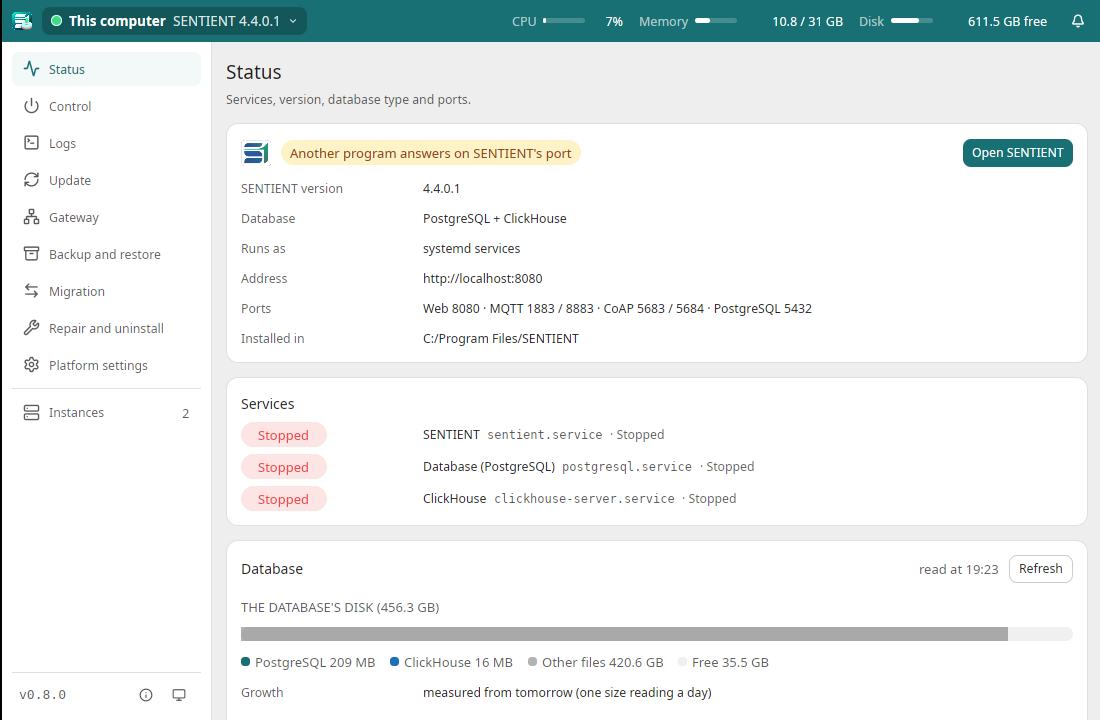 This computer SENTIENT 4.4.0.1
CPU 7% Memory 10.8 / 31 GB Disk 611.5 GB free
Status
Control
Logs
Update
Gateway
Backup and restore
Migration
Repair and uninstall
Platform settings
Instances 2
v0.8.0
Status
Services, version, database type and ports.
Another program answers on SENTIENT's port
Open SENTIENT
SENTIENT version 4.4.0.1
Database PostgreSQL + ClickHouse
Runs as systemd services
Address http://localhost:8080
Ports Web 8080 · MQTT 1883 / 8883 · CoAP 5683 / 5684 · PostgreSQL 5432
Installed in C:/Program Files/SENTIENT
Services
Stopped SENTIENT sentient.service · Stopped
Stopped Database (PostgreSQL) postgresql.service · Stopped
Stopped ClickHouse clickhouse-server.service · Stopped
Database read at 19:23 Refresh
THE DATABASE'S DISK (456.3 GB)
PostgreSQL 209 MB ClickHouse 16 MB Other files 420.6 GB Free 35.5 GB
Growth measured from tomorrow (one size reading a day)